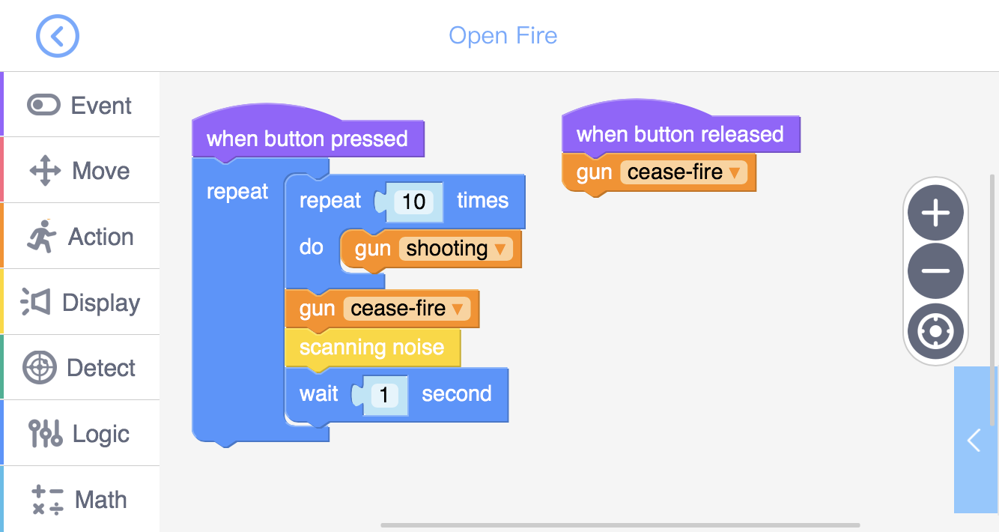 Open Fire
Event
Move
Action
Display
Detect
Logic
Math
when button pressed
repeat
repeat 10 times
do gun shooting
gun cease-fire
scanning noise
wait 1 second
when button released
gun cease-fire